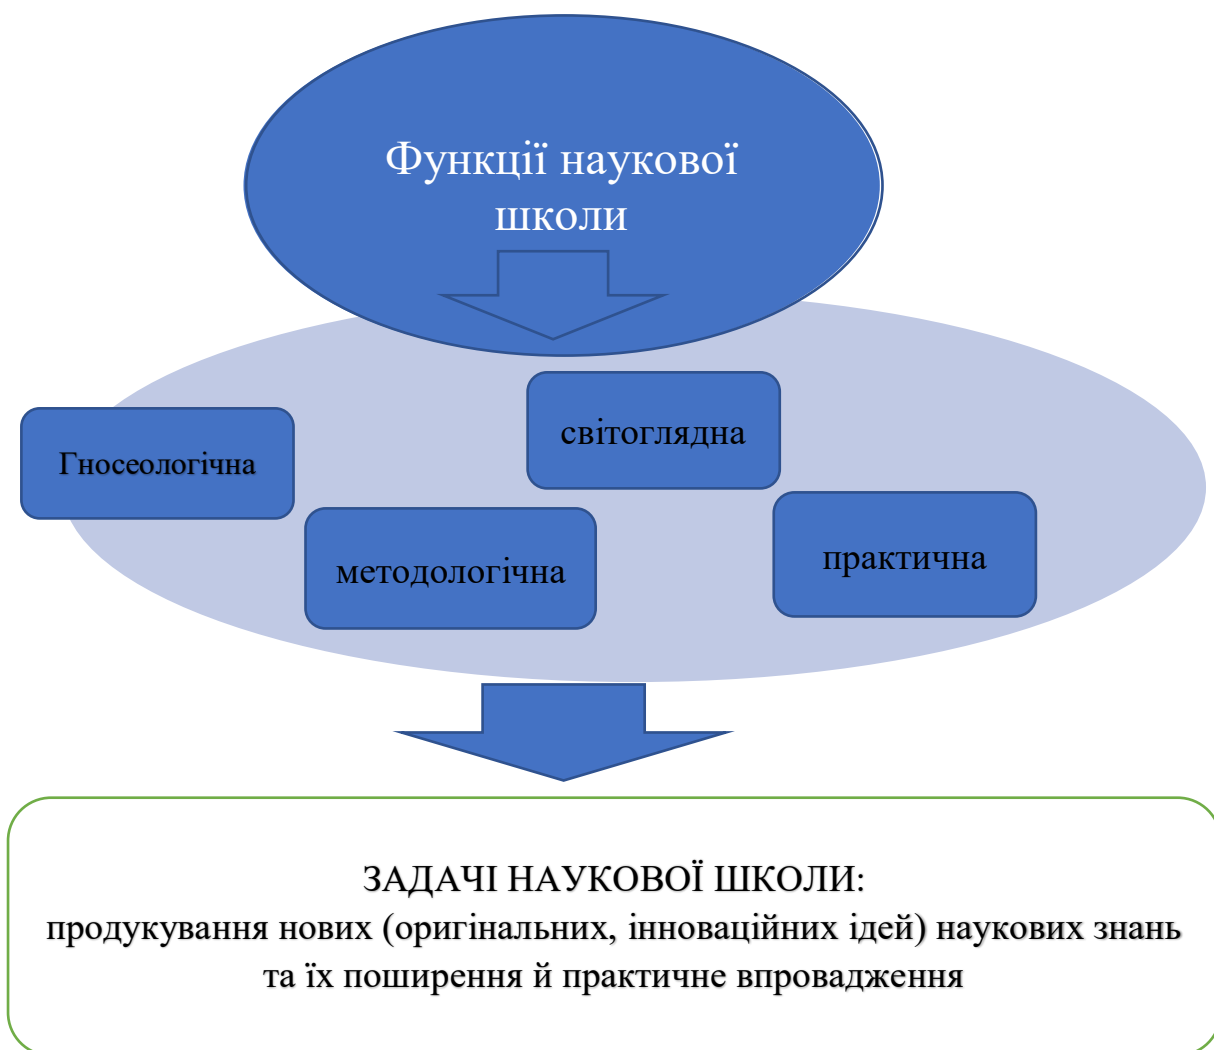 Функції наукової
школи
світоглядна
Гносеологічна
методологічна
практична
ЗАДАЧІ НАУКОВОЇ ШКОЛИ:
продукування нових (оригінальних, інноваційних ідей) наукових знань
та їх поширення й практичне впровадження